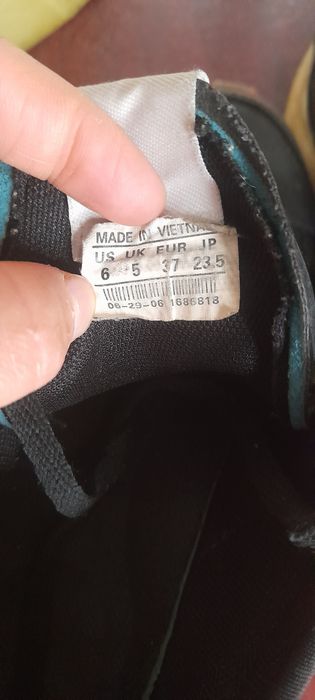 MADE IN VIETNAM
US UK EUR JP
6 5 37 23.5
06-29-06 1686818